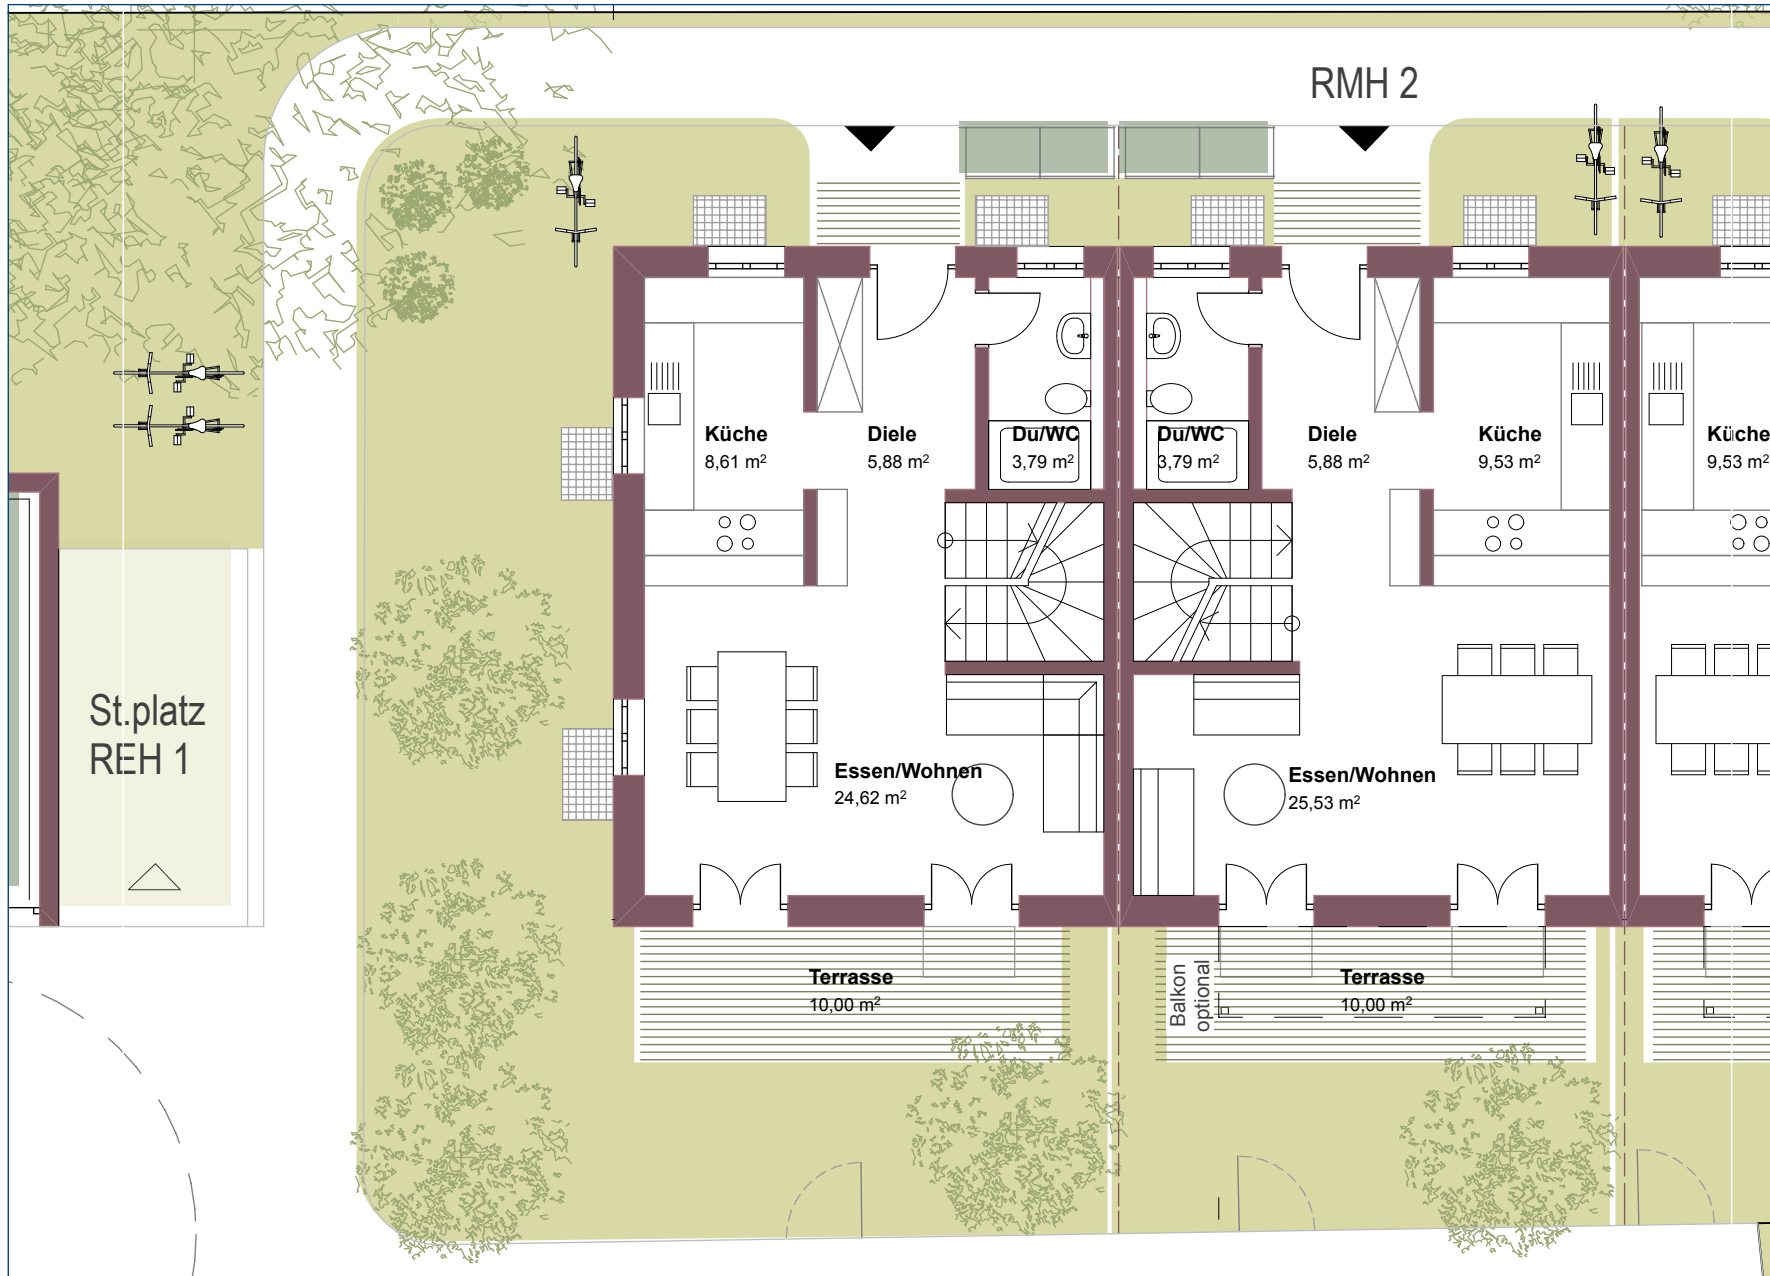 RMH 2
Küche
8,61 m²
Diele
5,88 m²
Du/WC
3,79 m²
Du/WC
3,79 m²
Diele
5,88 m²
Küche
9,53 m²
Küche
9,53 m²
St.platz
REH 1
Essen/Wohnen
24,62 m²
Essen/Wohnen
25,53 m²
Terrasse
10,00 m²
Balkon
optional
Terrasse
10,00 m²